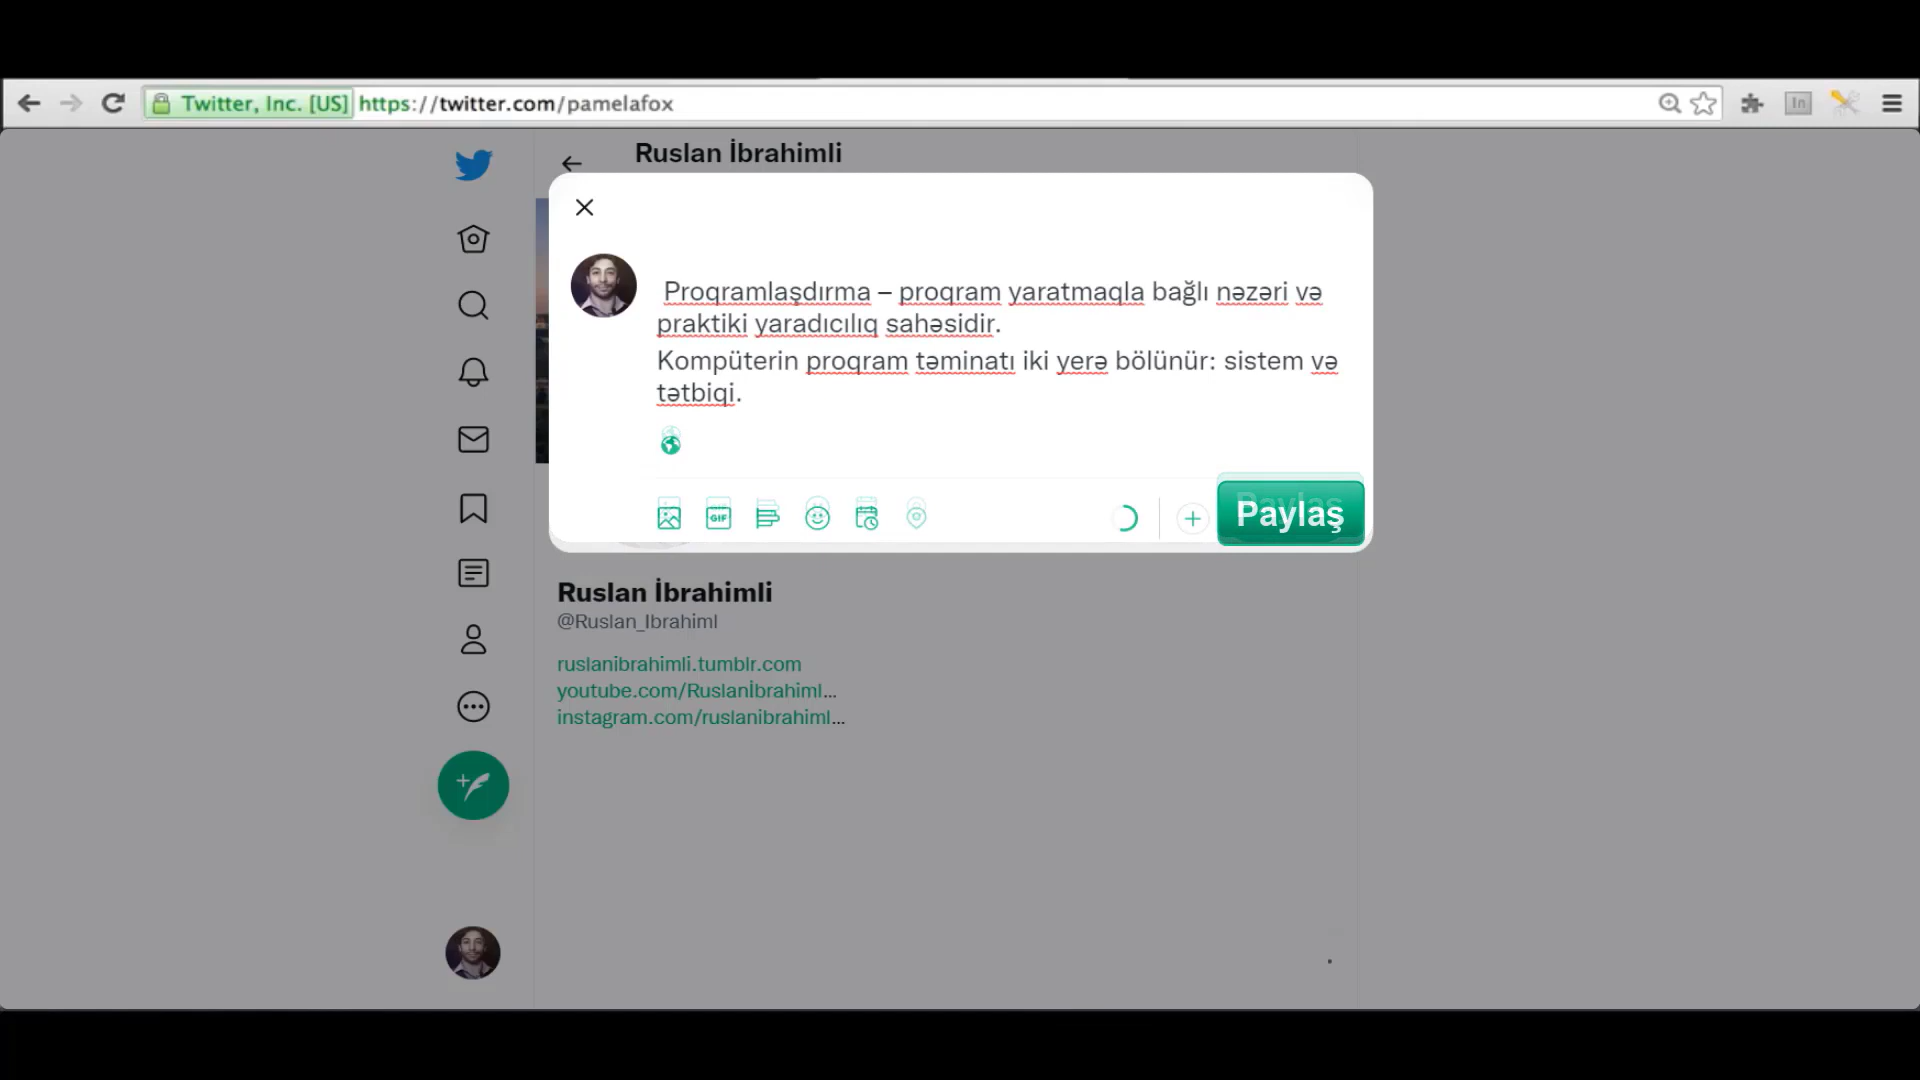 Twitter, Inc. [US] https://twitter.com/pamelafox
In
Ruslan İbrahimli
Proqramlaşdırma – proqram yaratmaqla bağlı nəzəri və
praktiki yaradıcılıq sahəsidir.
Kompüterin proqram təminatı iki yerə bölünür: sistem və
tətbiqi.
GIF
Paylaş
Ruslan İbrahimli
@Ruslan_Ibrahiml
ruslanibrahimli.tumblr.com
youtube.com/Ruslanİbrahiml...
instagram.com/ruslanibrahiml...